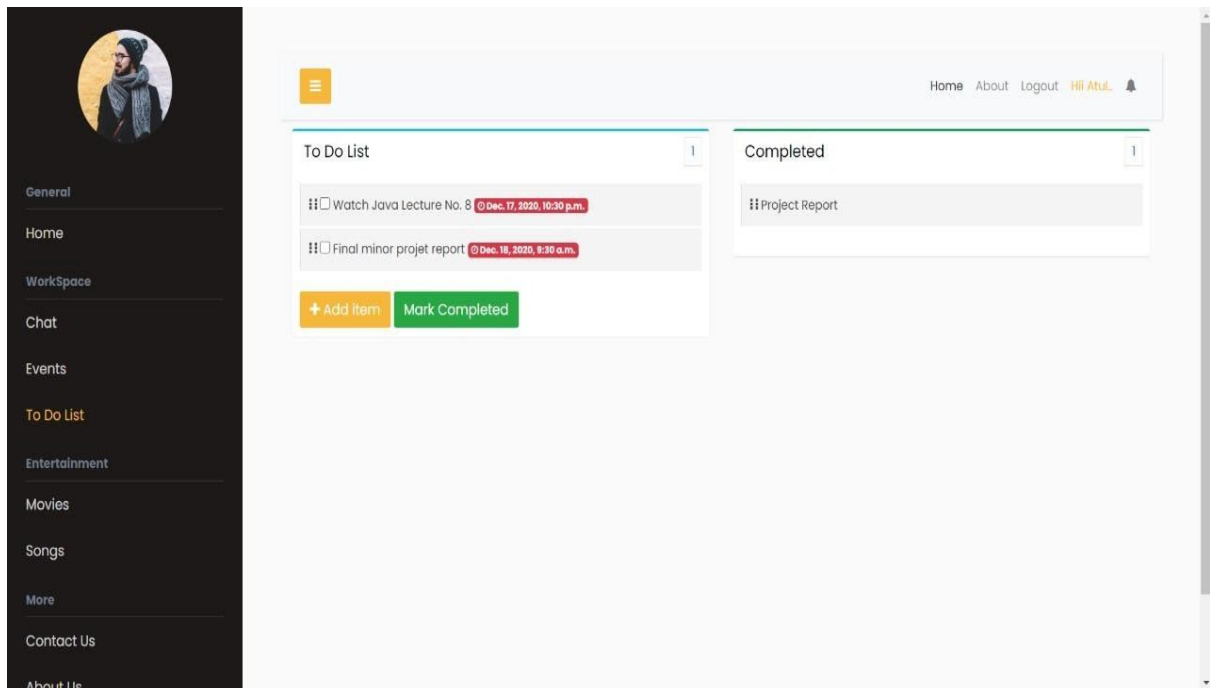 Home About Logout Hii Atul..
General
Home
WorkSpace
Chat
Events
To Do List
Entertainment
Movies
Songs
More
Contact Us
About Us
To Do List 1
Watch Java Lecture No. 8 Dec. 17, 2020, 10:30 p.m.
Final minor projet report Dec. 18, 2020, 9:30 a.m.
+ Add item Mark Completed
Completed 1
Project Report